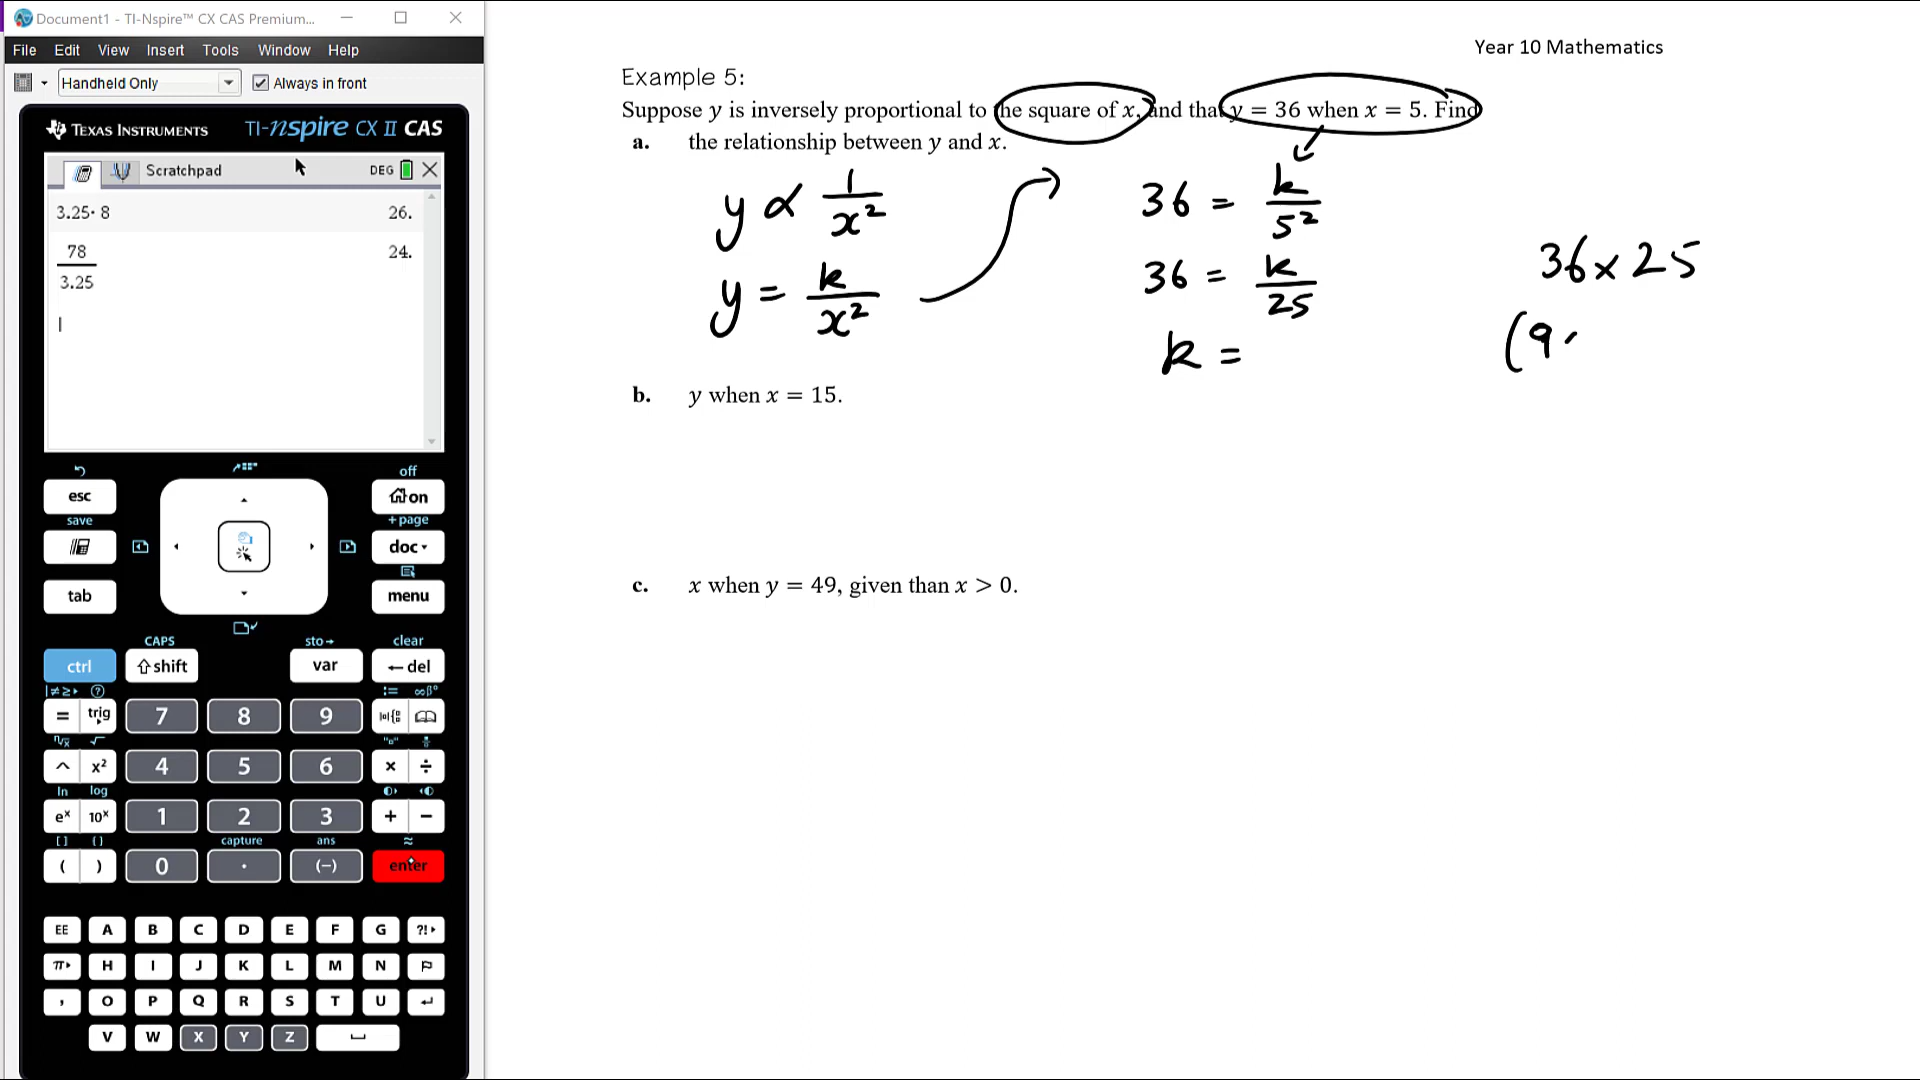 Document1 - TI-Nspire™ CX CAS Premium...
File Edit View Insert Tools Window Help
Handheld Only Always in front
TEXAS INSTRUMENTS TI-nspire CX II CAS
Scratchpad DEG
3.25·8 26.
78/3.25 24.
off
esc on
save + page
doc
tab menu
CAPS sto→ clear
ctrl shift var ← del
|≠≥▸ ? := ∞β°
= trig 7 8 9
ⁿ√x √
^ x² 4 5 6 × ÷
ln log
eˣ 10ˣ 1 2 3 + −
[ ] { } capture ans ≈
( ) 0 . (−) enter
EE A B C D E F G ?!▸
π▸ H I J K L M N
, O P Q R S T U ↵
V W X Y Z
Year 10 Mathematics
Example 5:
Suppose y is inversely proportional to the square of x, and that y = 36 when x = 5. Find
a. the relationship between y and x.
y ∝ 1/x²
y = k/x²
36 = k/5²
36 = k/25
k =
36 × 25
(9
b. y when x = 15.
c. x when y = 49, given than x > 0.